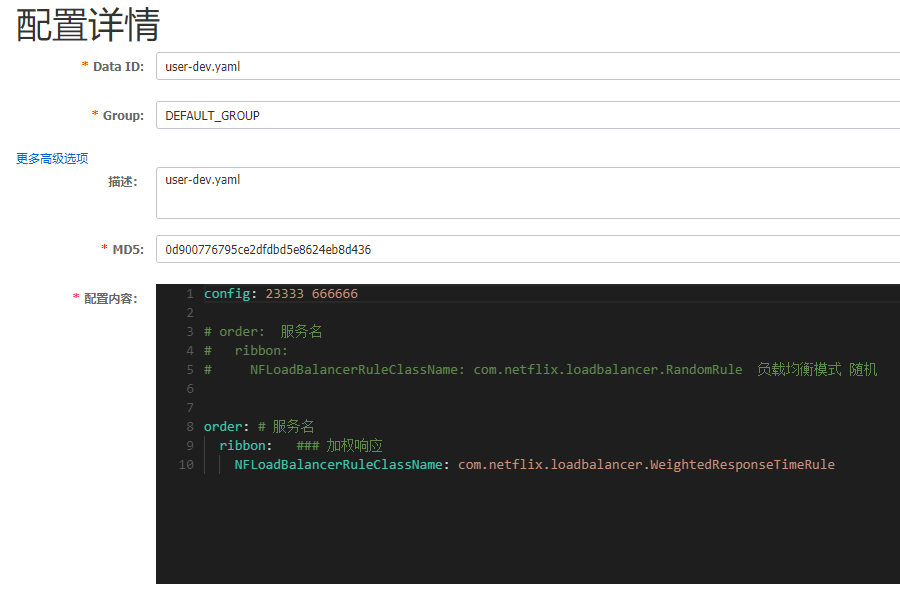 配置详情
* Data ID: user-dev.yaml
* Group: DEFAULT_GROUP
更多高级选项
描述: user-dev.yaml
* MD5: 0d900776795ce2dfdbd5e8624eb8d436
* 配置内容:
1 config: 23333 666666
2
3 # order:  服务名
4 #   ribbon:
5 #     NFLoadBalancerRuleClassName: com.netflix.loadbalancer.RandomRule  负载均衡模式 随机
6
7
8 order: # 服务名
9   ribbon:   ### 加权响应
10     NFLoadBalancerRuleClassName: com.netflix.loadbalancer.WeightedResponseTimeRule